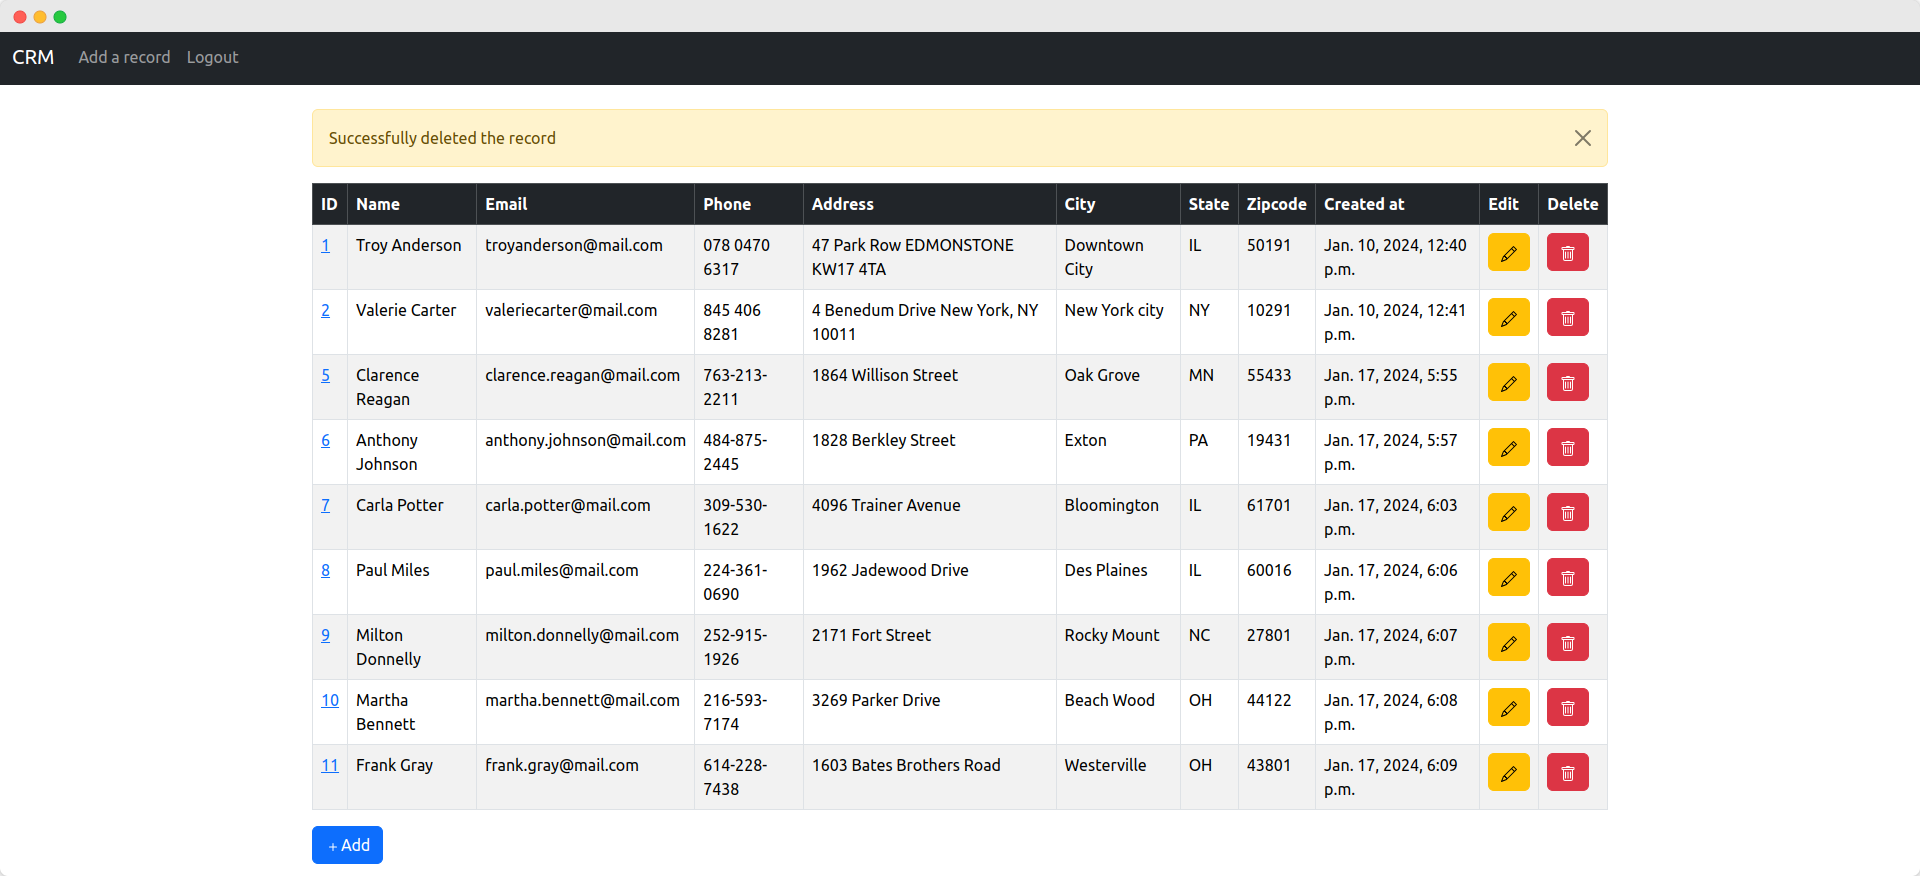 CRM Add a record Logout
Successfully deleted the record
ID Name Email Phone Address City State Zipcode Created at Edit Delete
1 Troy Anderson troyanderson@mail.com 078 0470 47 Park Row EDMONSTONE Downtown IL 50191 Jan. 10, 2024, 12:40
6317 KW17 4TA City p.m.
2 Valerie Carter valeriecarter@mail.com 845 406 4 Benedum Drive New York, NY New York city NY 10291 Jan. 10, 2024, 12:41
8281 10011 p.m.
5 Clarence clarence.reagan@mail.com 763-213- 1864 Willison Street Oak Grove MN 55433 Jan. 17, 2024, 5:55
Reagan 2211 p.m.
6 Anthony anthony.johnson@mail.com 484-875- 1828 Berkley Street Exton PA 19431 Jan. 17, 2024, 5:57
Johnson 2445 p.m.
7 Carla Potter carla.potter@mail.com 309-530- 4096 Trainer Avenue Bloomington IL 61701 Jan. 17, 2024, 6:03
1622 p.m.
8 Paul Miles paul.miles@mail.com 224-361- 1962 Jadewood Drive Des Plaines IL 60016 Jan. 17, 2024, 6:06
0690 p.m.
9 Milton milton.donnelly@mail.com 252-915- 2171 Fort Street Rocky Mount NC 27801 Jan. 17, 2024, 6:07
Donnelly 1926 p.m.
10 Martha martha.bennett@mail.com 216-593- 3269 Parker Drive Beach Wood OH 44122 Jan. 17, 2024, 6:08
Bennett 7174 p.m.
11 Frank Gray frank.gray@mail.com 614-228- 1603 Bates Brothers Road Westerville OH 43801 Jan. 17, 2024, 6:09
7438 p.m.
+ Add